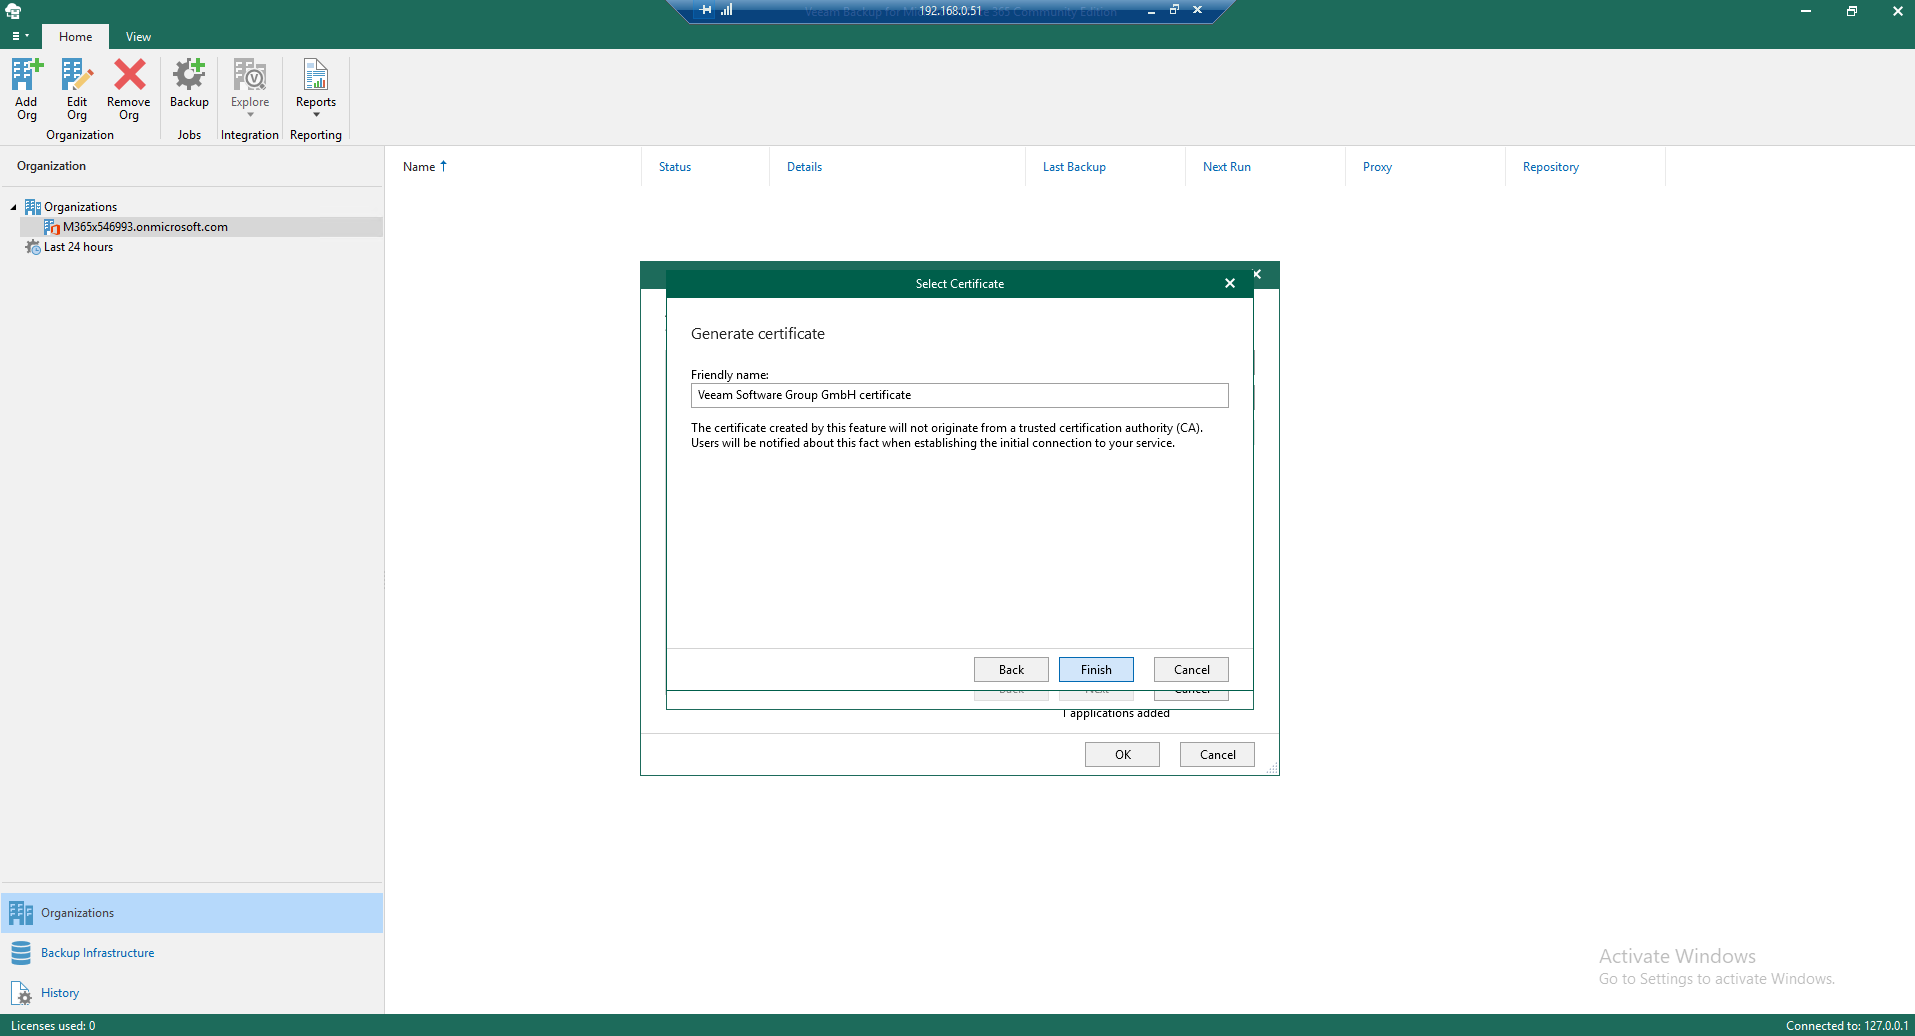 Veeam Backup for Microsoft 365 Community Edition
192.168.0.51
Home
View
Add
Org
Edit
Org
Remove
Org
Backup
Explore
Reports
Organization
Jobs
Integration
Reporting
Organization
Name
Status
Details
Last Backup
Next Run
Proxy
Repository
Organizations
M365x546993.onmicrosoft.com
Last 24 hours
Select Certificate
Generate certificate
Friendly name:
Veeam Software Group GmbH certificate
The certificate created by this feature will not originate from a trusted certification authority (CA).
Users will be notified about this fact when establishing the initial connection to your service.
Back
Finish
Cancel
Back
Next
Cancel
1 applications added
OK
Cancel
Organizations
Backup Infrastructure
History
Activate Windows
Go to Settings to activate Windows.
Licenses used: 0
Connected to: 127.0.0.1